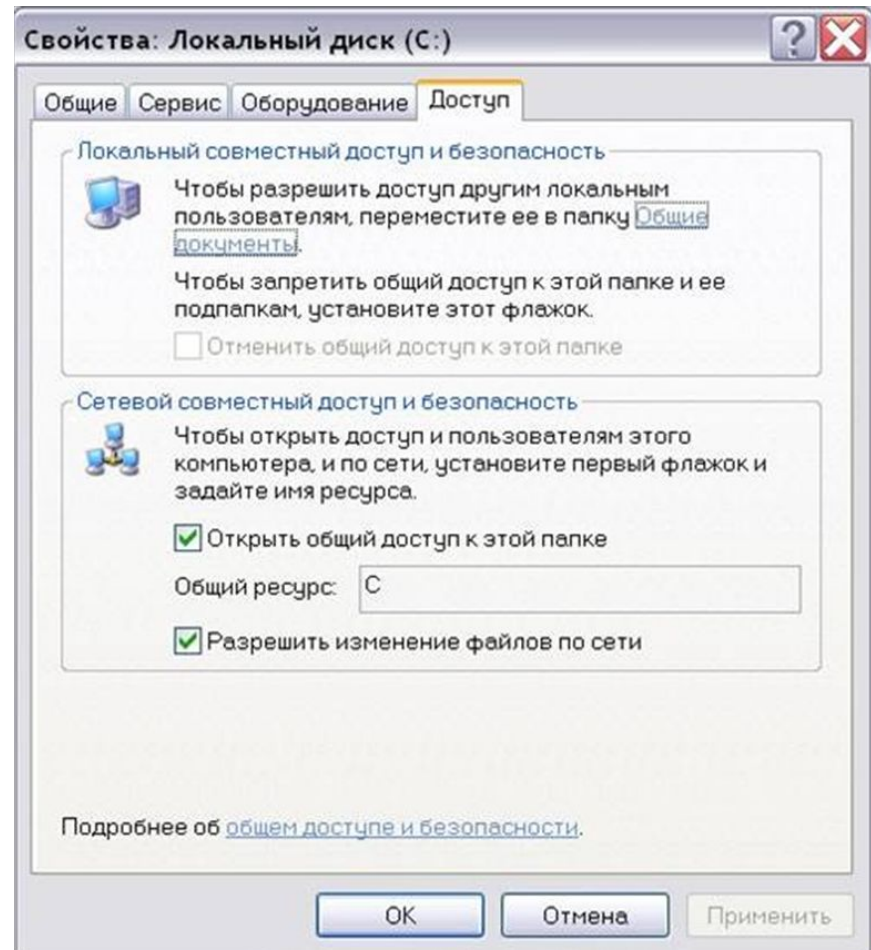 Свойства: Локальный диск (C:)
Общие Сервис Оборудование Доступ
Локальный совместный доступ и безопасность
Чтобы разрешить доступ другим локальным
пользователям, переместите ее в папку Общие
документы.
Чтобы запретить общий доступ к этой папке и ее
подпапкам, установите этот флажок.
Отменить общий доступ к этой папке
Сетевой совместный доступ и безопасность
Чтобы открыть доступ и пользователям этого
компьютера, и по сети, установите первый флажок и
задайте имя ресурса.
Открыть общий доступ к этой папке
Общий ресурс: C
Разрешить изменение файлов по сети
Подробнее об общем доступе и безопасности.
OK Отмена Применить